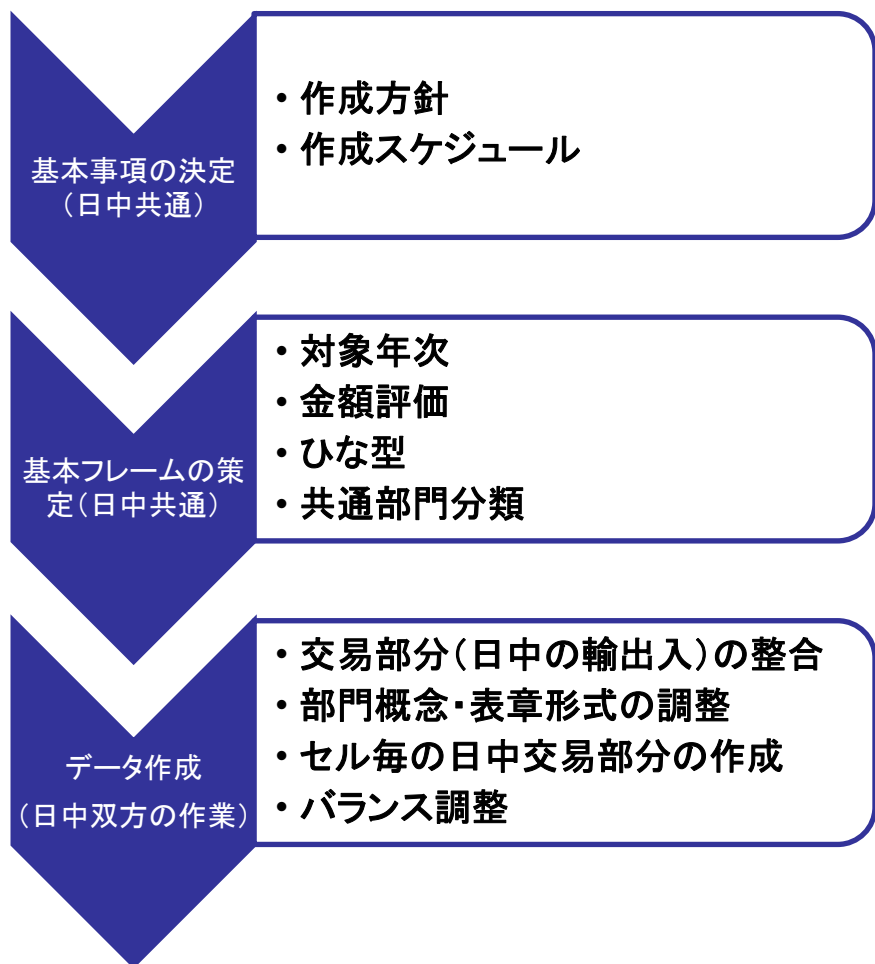 基本事項の決定
(日中共通)
・作成方針
・作成スケジュール
基本フレームの策
定(日中共通)
・対象年次
・金額評価
・ひな型
・共通部門分類
データ作成
(日中双方の作業)
・交易部分(日中の輸出入)の整合
・部門概念・表章形式の調整
・セル毎の日中交易部分の作成
・バランス調整